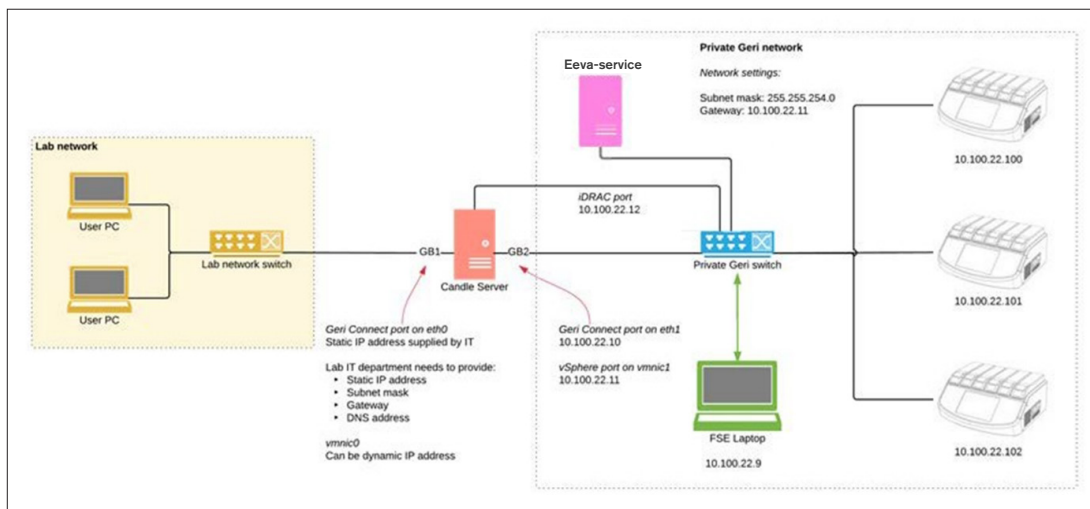 Lab network
User PC
User PC
Lab network switch
GB1
Candle Server
GB2
Geri Connect port on eth0
Static IP address supplied by IT
Lab IT department needs to provide:
• Static IP address
• Subnet mask
• Gateway
• DNS address
vmnic0
Can be dynamic IP address
Geri Connect port on eth1
10.100.22.10
vSphere port on vmnic1
10.100.22.11
Eeva-service
Private Geri network
Network settings:
Subnet mask: 255.255.254.0
Gateway: 10.100.22.11
iDRAC port
10.100.22.12
Private Geri switch
FSE Laptop
10.100.22.9
10.100.22.100
10.100.22.101
10.100.22.102